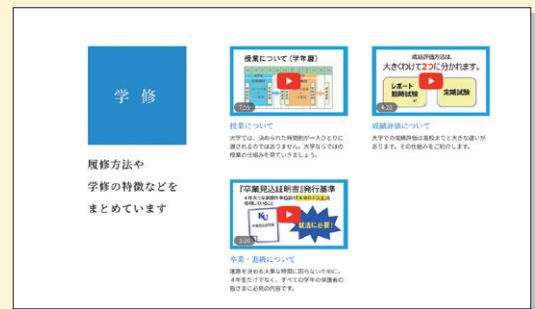 学 修
履修方法や
学修の特徴などを
まとめています
授業について(学年暦)
7:55
授業について
大学では、決められた時間割が一人ひとりに
渡されるのではありません。大学ならではの
授業の仕組みを見ていきましょう。
成績評価方法は、
大きくわけて2つに分かれます。
レポート
臨時試験
定期試験
4:20
成績評価について
大学での成績評価は高校までと大きな違いが
あります。その仕組みをご紹介します。
『卒業見込証明書』発行基準
KU
就活に必要!
卒業・進級について
進路を決める大事な時期に困らないために。
4年生だけでなく、すべての学年の保護者の
皆さまに必見の内容です。